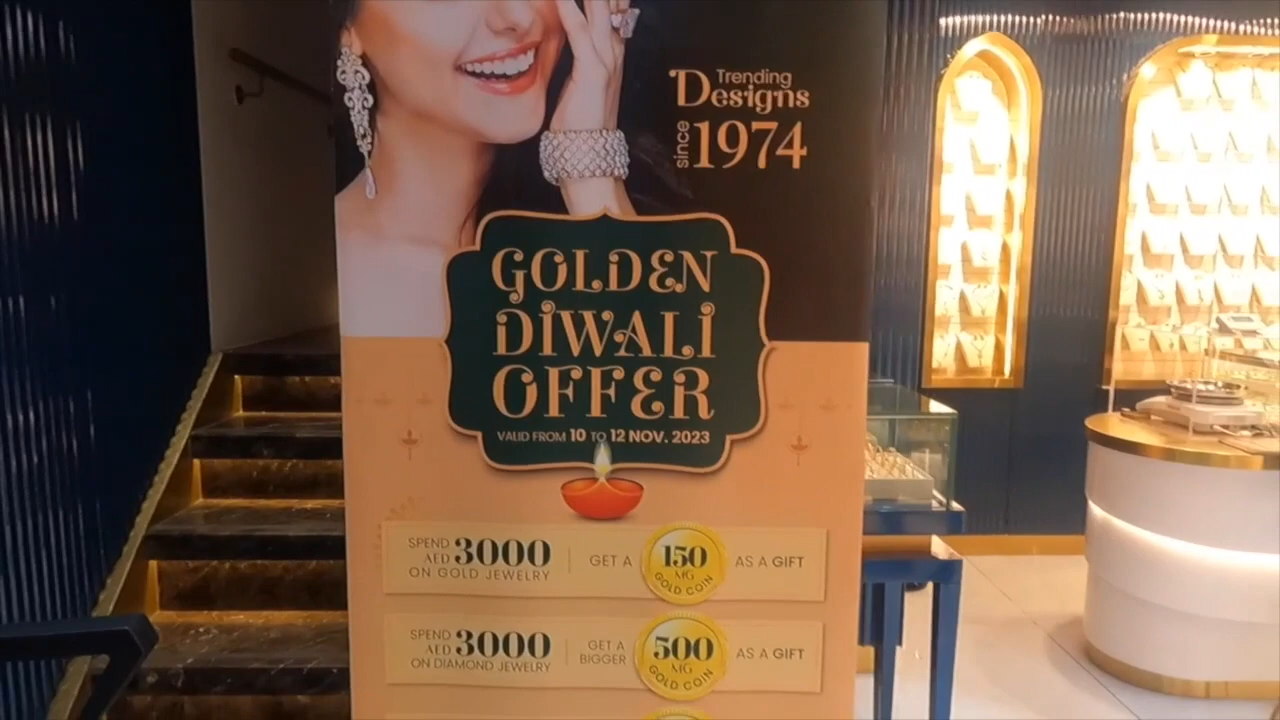 Trending
Designs
since 1974
GOLDEN
DIWALI
OFFER
VALID FROM 10 TO 12 NOV. 2023
SPEND
AED 3000
ON GOLD JEWELRY
GET A
150
MG
GOLD COIN
AS A GIFT
SPEND
AED 3000
ON DIAMOND JEWELRY
GET A
BIGGER
500
MG
GOLD COIN
AS A GIFT